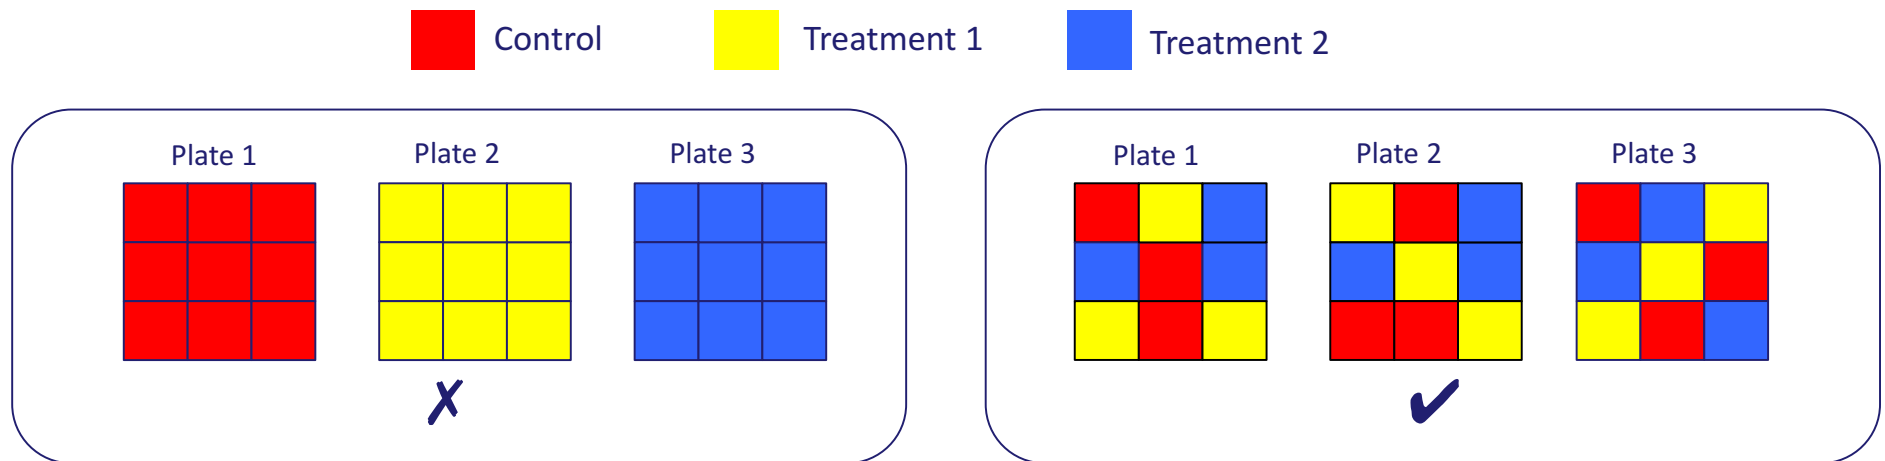 Control
Treatment 1
Treatment 2
Plate 1
Plate 2
Plate 3
Plate 1
Plate 2
Plate 3
✗
✔